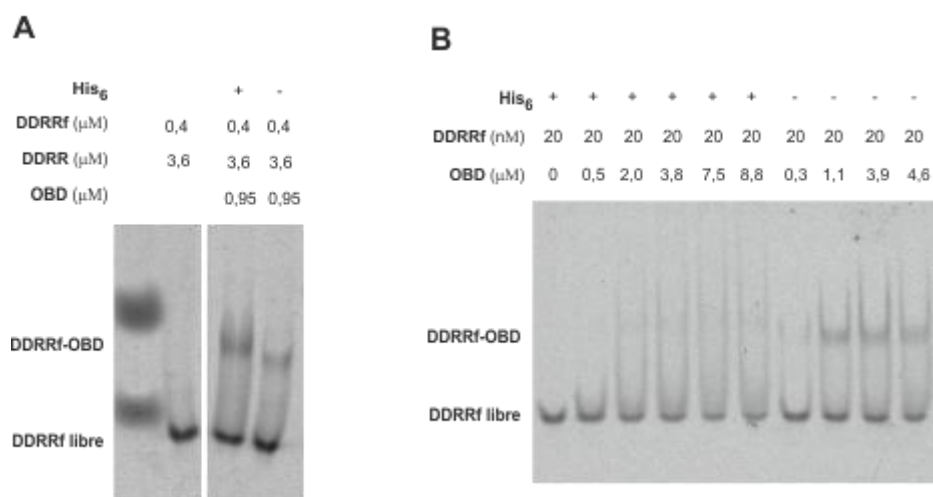 A
His6 + -
DDRRf (μM) 0,4 0,4 0,4
DDRR (μM) 3,6 3,6 3,6
OBD (μM) 0,95 0,95
DDRRf-OBD
DDRRf libre
B
His6 + + + + + + - - - -
DDRRf (nM) 20 20 20 20 20 20 20 20 20 20
OBD (μM) 0 0,5 2,0 3,8 7,5 8,8 0,3 1,1 3,9 4,6
DDRRf-OBD
DDRRf libre